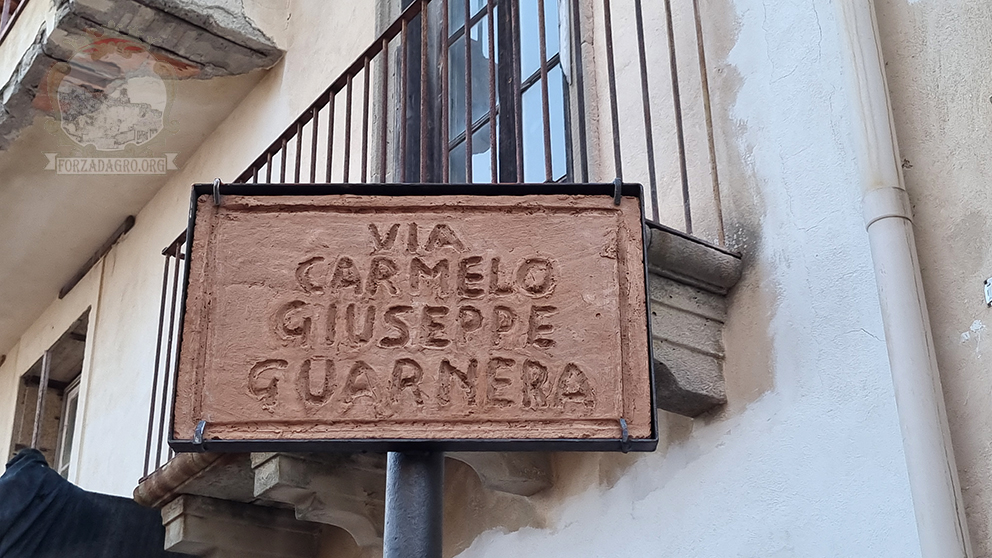 FORZADAGRO.ORG
VIA
CARMELO
GIUSEPPE
GUARNERA